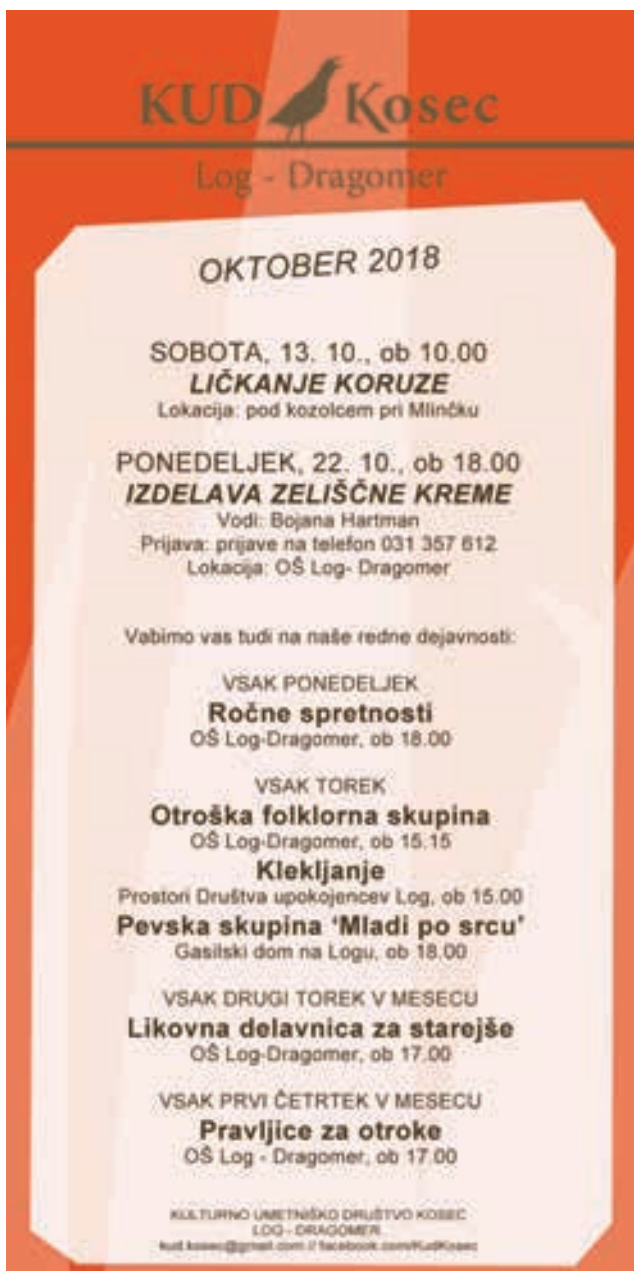 KUD Kosec
Log - Dragomer
OKTOBER 2018
SOBOTA, 13. 10., ob 10.00
LIČKANJE KORUZE
Lokacija: pod kozolcem pri Mlinčku
PONEDELJEK, 22. 10., ob 18.00
IZDELAVA ZELIŠČNE KREME
Vodi: Bojana Hartman
Prijava: prijave na telefon 031 357 612
Lokacija: OŠ Log- Dragomer
Vabimo vas tudi na naše redne dejavnosti:
VSAK PONEDELJEK
Ročne spretnosti
OŠ Log-Dragomer, ob 18.00
VSAK TOREK
Otroška folklorna skupina
OŠ Log-Dragomer, ob 15.15
Klekljanje
Prostori Društva upokojencev Log, ob 15.00
Pevska skupina ‘Mladi po srcu’
Gasilski dom na Logu, ob 18.00
VSAK DRUGI TOREK V MESECU
Likovna delavnica za starejše
OŠ Log-Dragomer, ob 17.00
VSAK PRVI ČETRTEK V MESECU
Pravljice za otroke
OŠ Log - Dragomer, ob 17.00
KULTURNO UMETNIŠKO DRUŠTVO KOSEC
LOG - DRAGOMER
kud.kosec@gmail.com // facebook.com/KudKosec